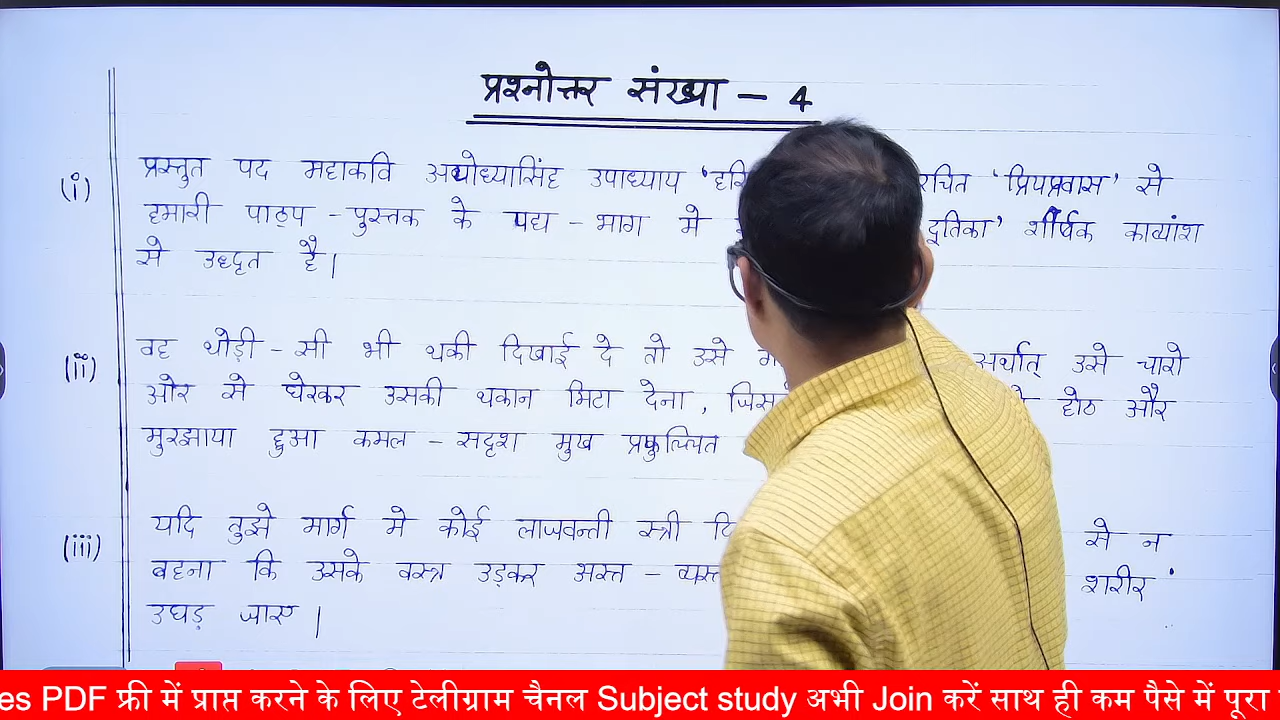 प्रश्नोत्तर संख्या – 4
(i) प्रस्तुत पद महाकवि अयोध्यासिंह उपाध्याय 'हरि रचित 'प्रियप्रवास' से
हमारी पाठ्य – पुस्तक के पद्य – भाग में दूतिका' शीर्षक काव्यांश
से उद्धृत है।
(ii) वह थोड़ी – सी भी थकी दिखाई दे तो उसे अर्थात् उसे चारो
ओर से घेरकर उसकी थकान मिटा देना, जिस होठ और
मुरझाया हुआ कमल – सदृश मुख प्रफुल्लित
(iii) यदि तुझे मार्ग मे कोई लाजवन्ती स्त्री दि से न
बहना कि उसके वस्त्र उड़कर अस्त – व्यस्त शरीर
उघड़ जाए।
es PDF फ्री में प्राप्त करने के लिए टेलीग्राम चैनल Subject study अभी Join करें साथ ही कम पैसे में पूरा